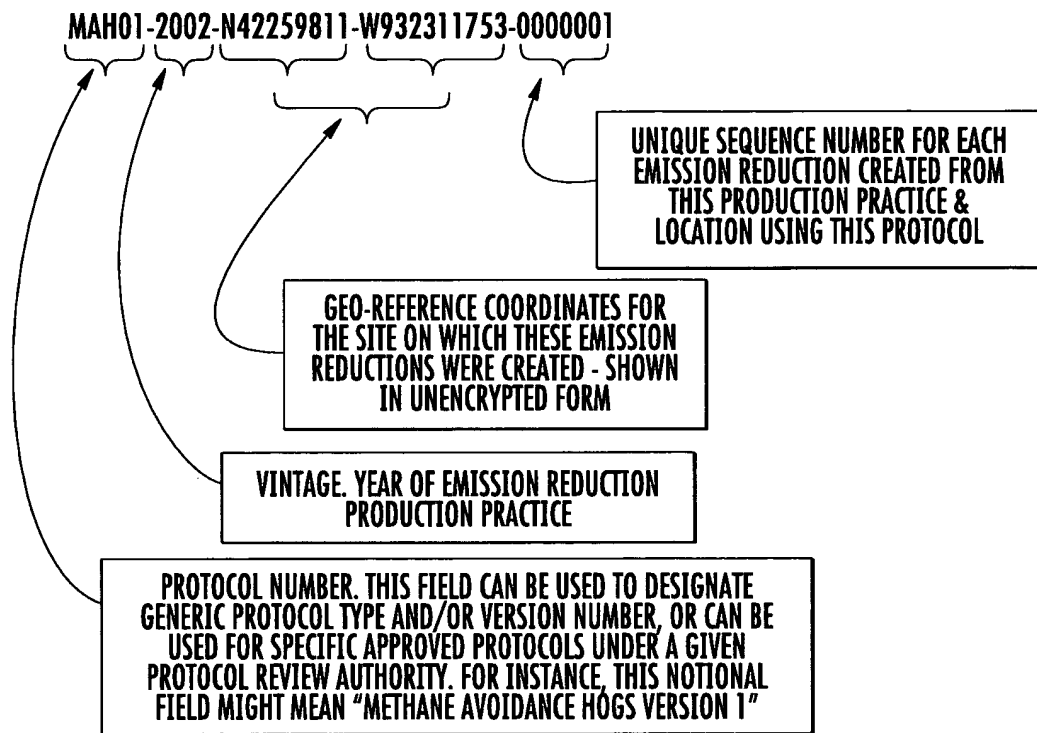 MAH01-2002-N42259811-W932311753-0000001
UNIQUE SEQUENCE NUMBER FOR EACH
EMISSION REDUCTION CREATED FROM
THIS PRODUCTION PRACTICE &
LOCATION USING THIS PROTOCOL
GEO-REFERENCE COORDINATES FOR
THE SITE ON WHICH THESE EMISSION
REDUCTIONS WERE CREATED - SHOWN
IN UNENCRYPTED FORM
VINTAGE. YEAR OF EMISSION REDUCTION
PRODUCTION PRACTICE
PROTOCOL NUMBER. THIS FIELD CAN BE USED TO DESIGNATE
GENERIC PROTOCOL TYPE AND/OR VERSION NUMBER, OR CAN BE
USED FOR SPECIFIC APPROVED PROTOCOLS UNDER A GIVEN
PROTOCOL REVIEW AUTHORITY. FOR INSTANCE, THIS NOTIONAL
FIELD MIGHT MEAN “METHANE AVOIDANCE HOGS VERSION 1”